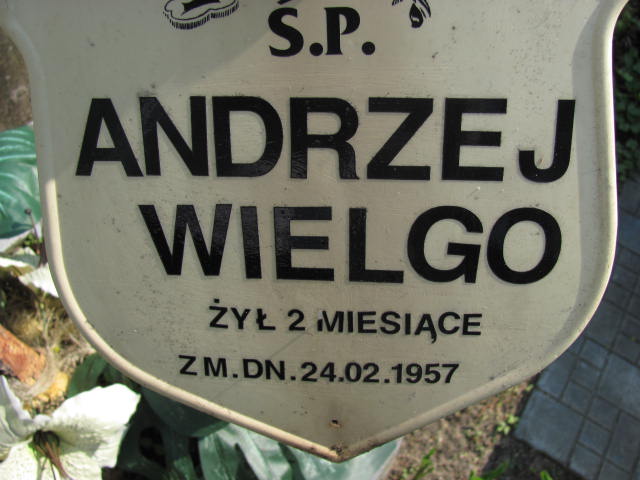 S.P.
ANDRZEJ
WIELGO
ŻYŁ 2 MIESIĄCE
ZM.DN.24.02.1957